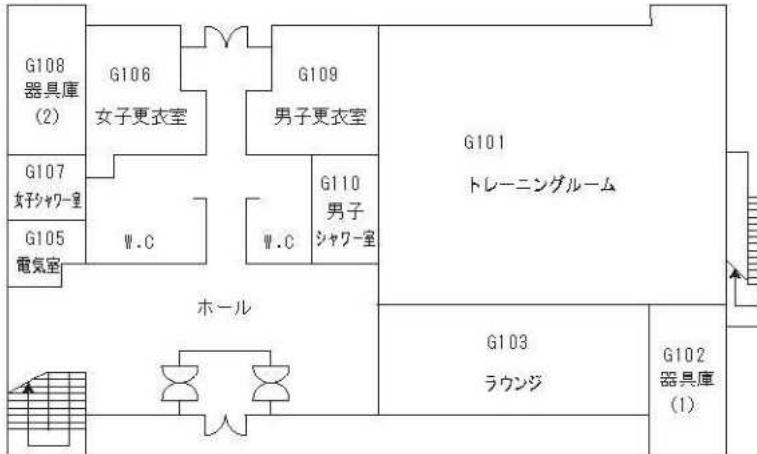 G108
器具庫
(2)
G106
女子更衣室
G109
男子更衣室
G101
トレーニングルーム
G107
女子シャワー室
G110
男子
シャワー室
G105
電気室
W.C
W.C
ホール
G103
ラウンジ
G102
器具庫
(1)